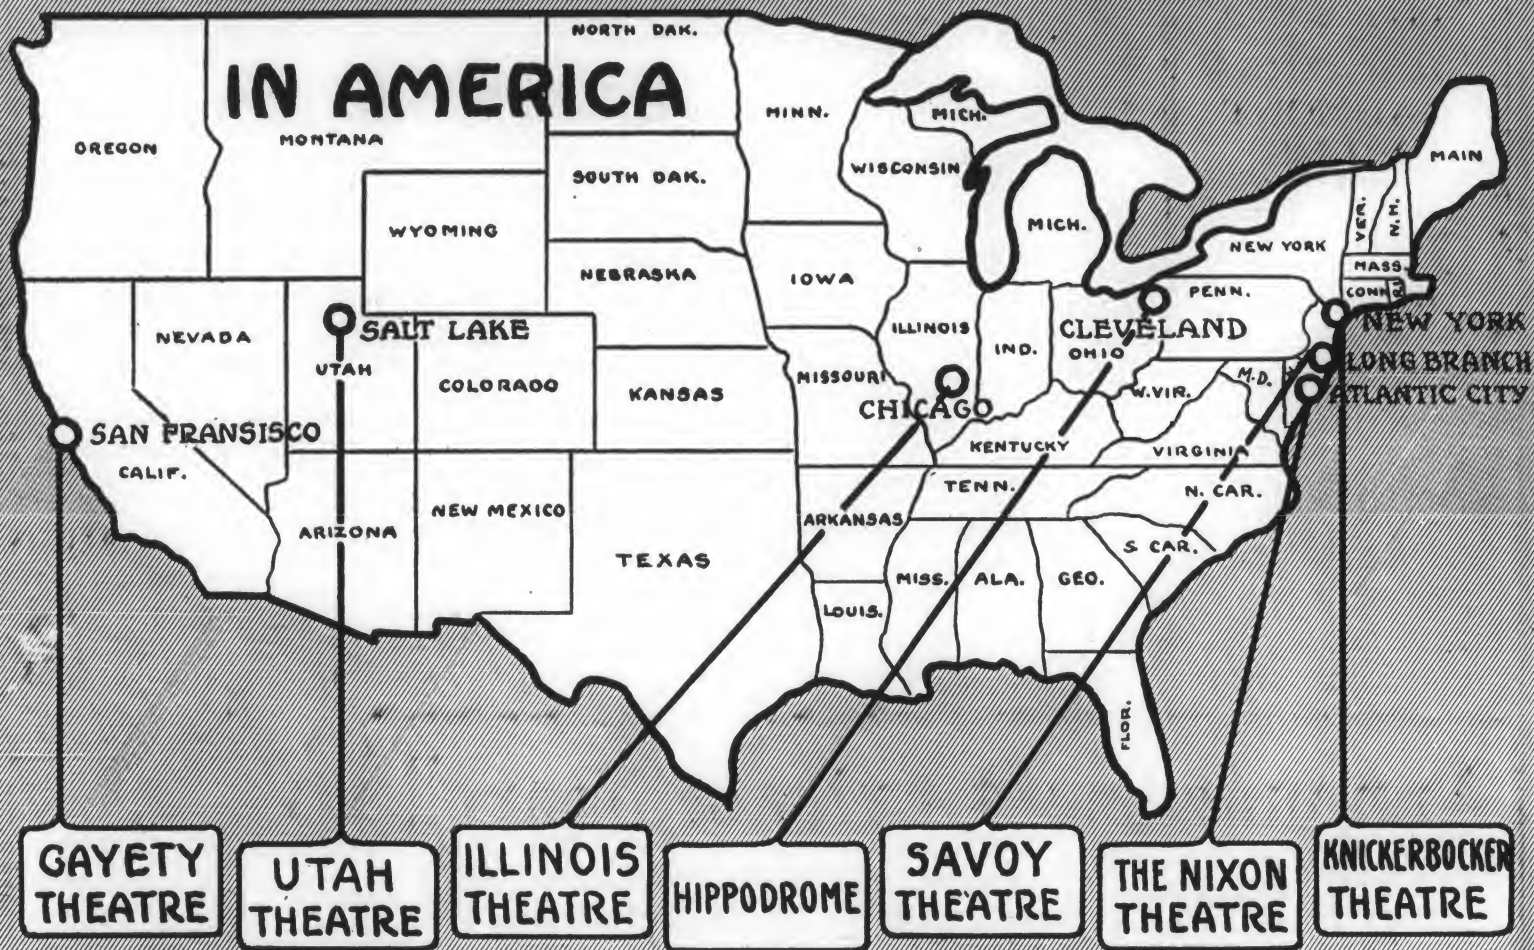 IN AMERICA
NORTH DAK.
MINN.
MICH.
OREGON
MONTANA
MAIN
WISCONSIN
SOUTH DAK.
WYOMING
MICH.
VER.
N.H.
NEW YORK
NEBRASKA
IOWA
MASS.
CONN
R.I.
PENN.
SALT LAKE
ILLINOIS
CLEVELAND
NEW YORK
NEVADA
UTAH
IND.
OHIO
LONG BRANCH
COLORADO
KANSAS
MISSOURI
M.D.
W.VIR.
ATLANTIC CITY
CHICAGO
SAN FRANSISCO
CALIF.
KENTUCKY
VIRGINIA
TENN.
N. CAR.
NEW MEXICO
ARIZONA
ARKANSAS
S CAR.
TEXAS
MISS.
ALA.
GEO.
LOUIS.
FLOR.
GAYETY
THEATRE
UTAH
THEATRE
ILLINOIS
THEATRE
HIPPODROME
SAVOY
THEATRE
THE NIXON
THEATRE
KNICKERBOCKER
THEATRE